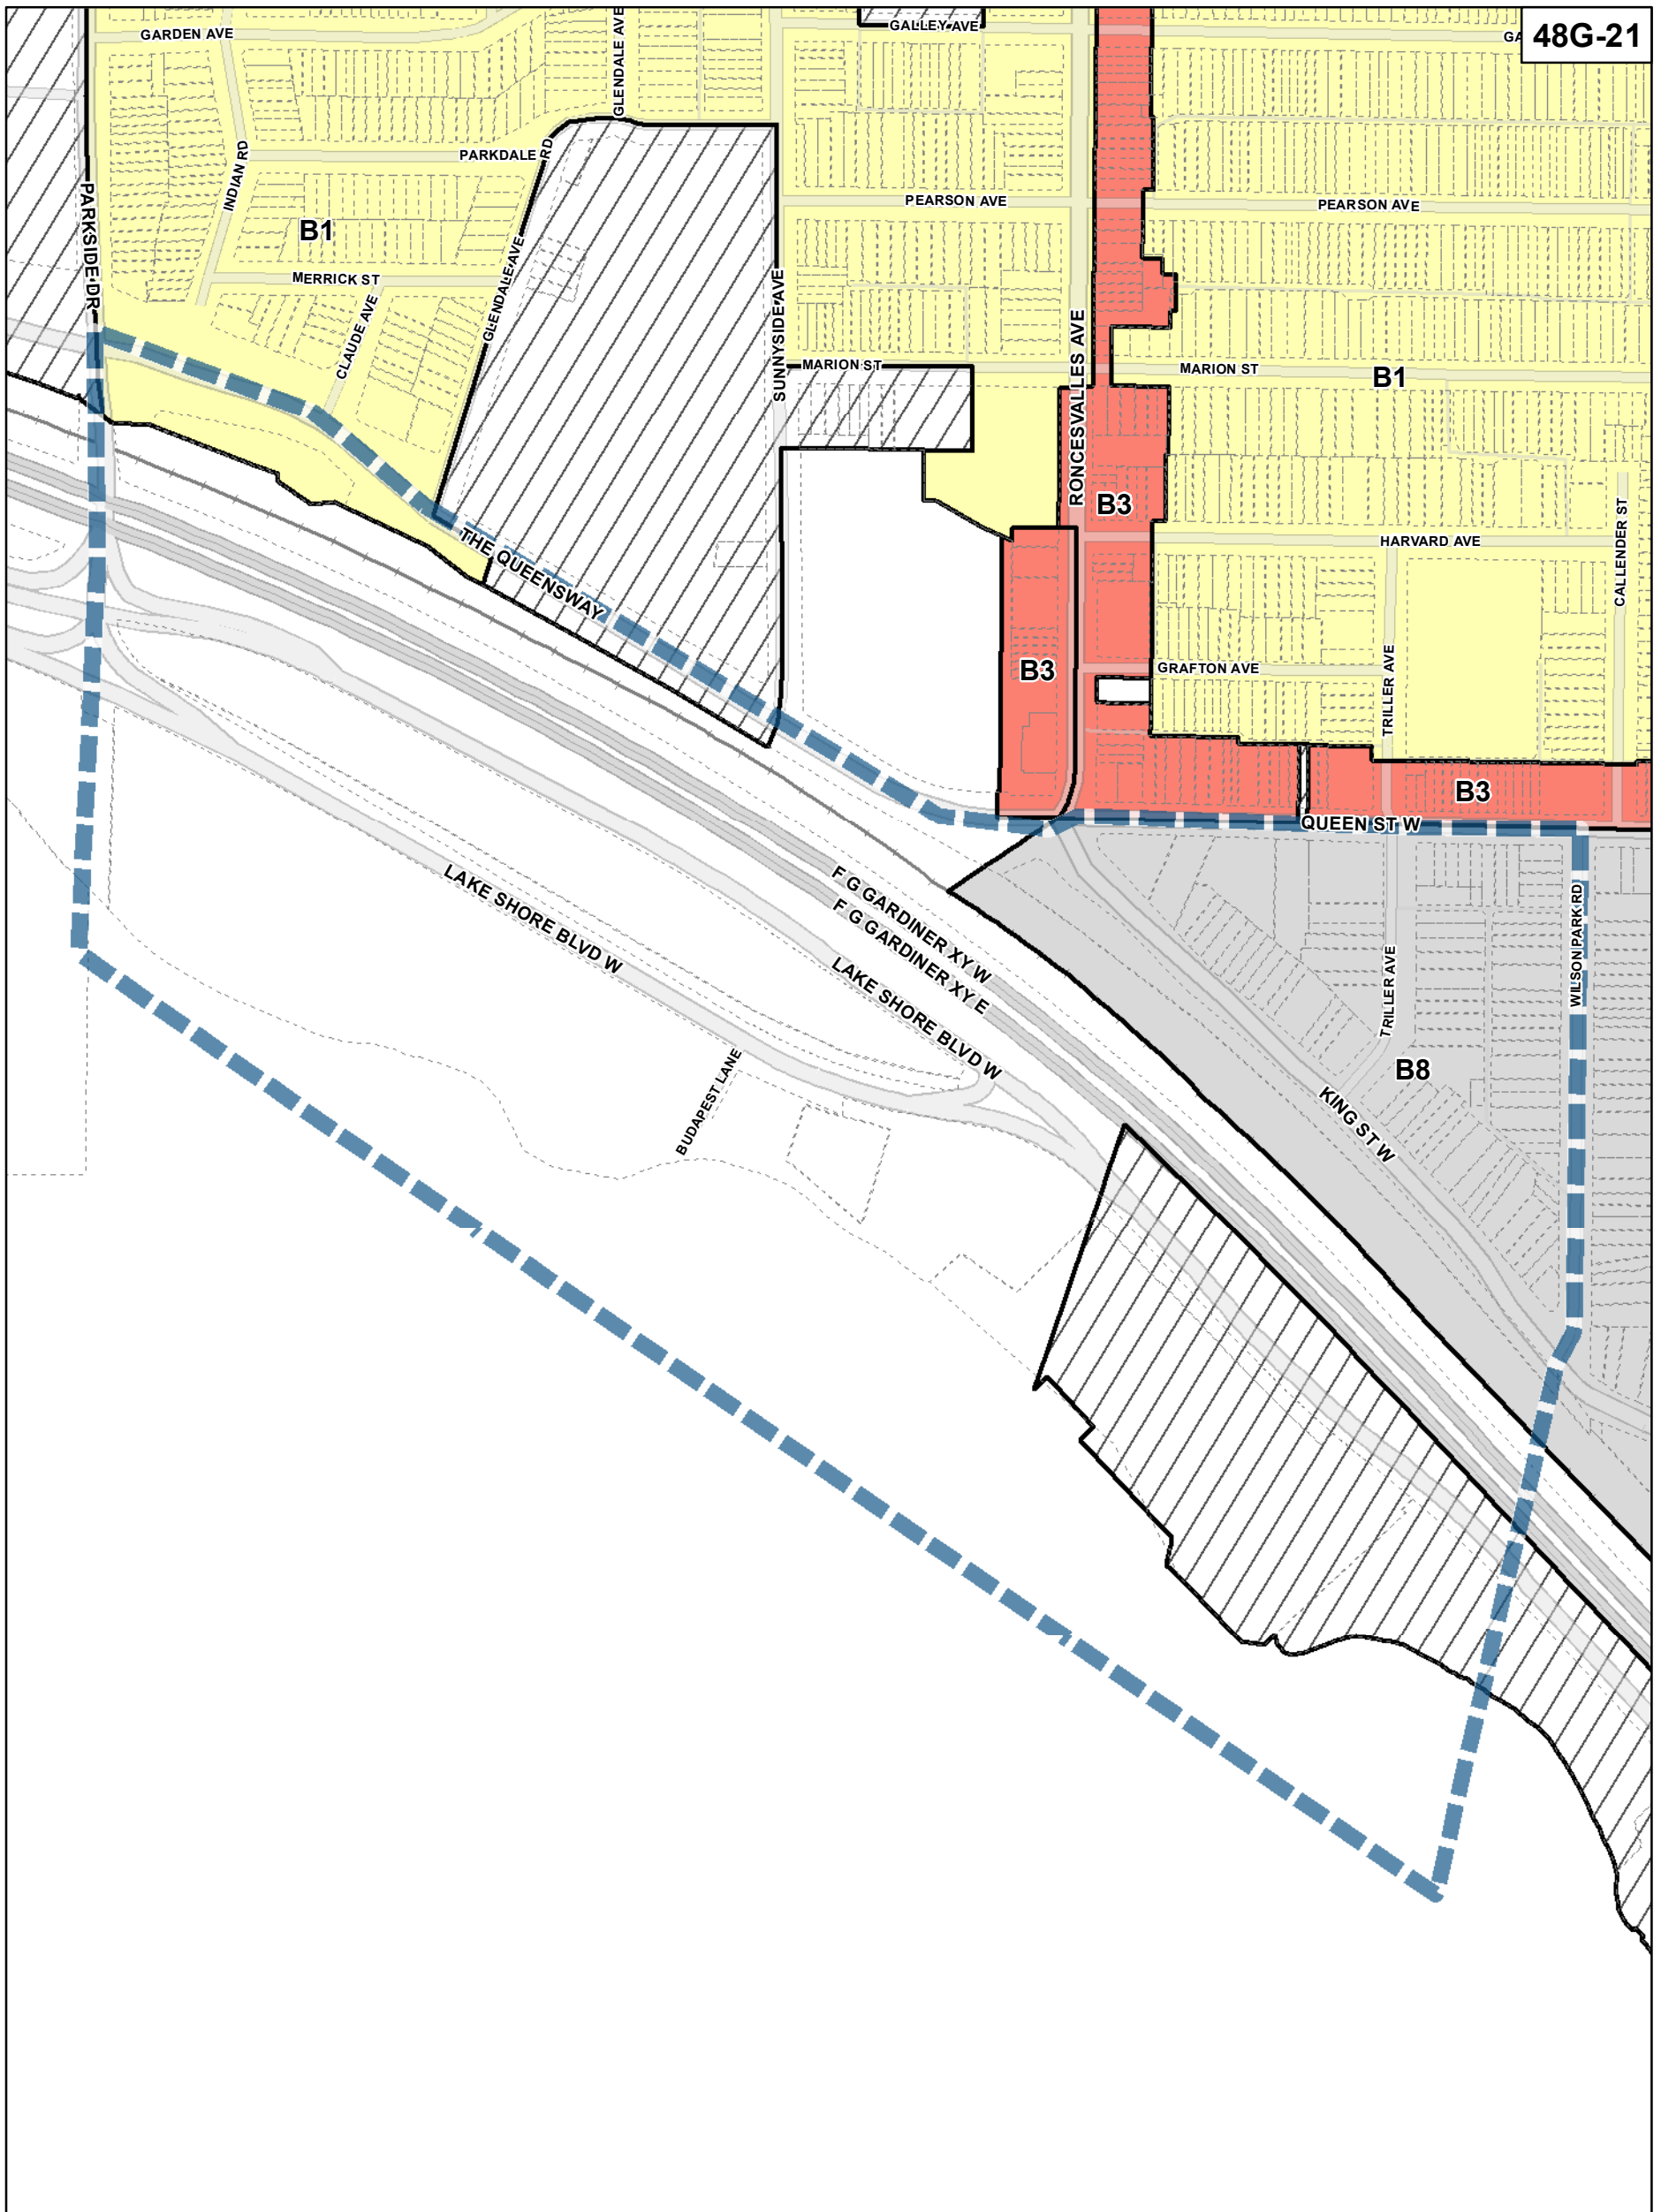 GARDEN AVE
GLENDALE AVE
GALLEY AVE
GA
48G-21
PARKSIDE DR
INDIAN RD
PARKDALE RD
B1
PEARSON AVE
PEARSON AVE
MERRICK ST
CLAUDE AVE
GLENDALE AVE
SUNNYSIDE AVE
MARION ST
RONCESVALLES AVE
MARION ST
B1
B3
HARVARD AVE
CALLENDER ST
THE QUEENSWAY
B3
GRAFTON AVE
TRILLER AVE
B3
QUEEN ST W
LAKE SHORE BLVD W
F G GARDINER XY W
F G GARDINER XY E
LAKE SHORE BLVD W
TRILLER AVE
WILSON PARK RD
BUDAPEST LANE
B8
KING ST W